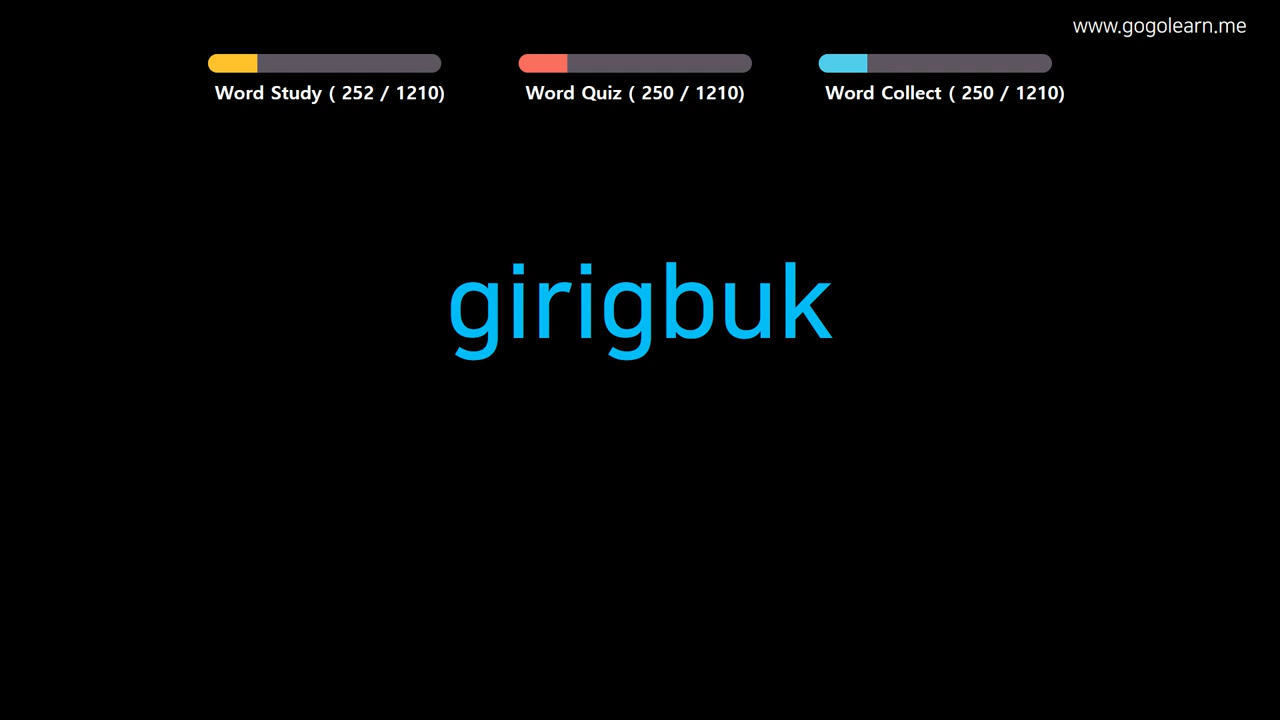 www.gogolearn.me
Word Study ( 252 / 1210)
Word Quiz ( 250 / 1210)
Word Collect ( 250 / 1210)
girigbuk